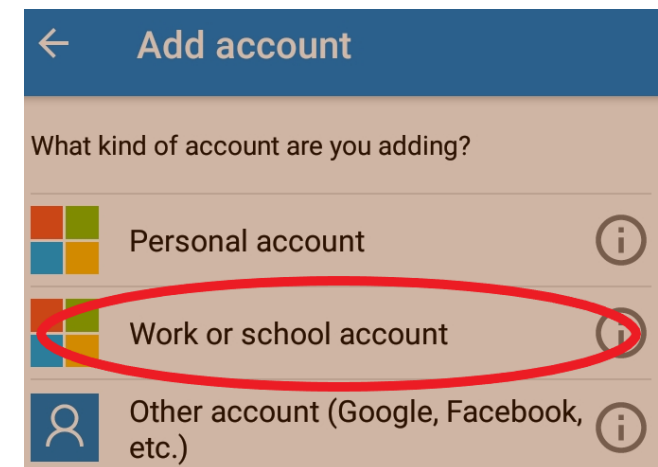 Add account
What kind of account are you adding?
Personal account
Work or school account
Other account (Google, Facebook,
etc.)